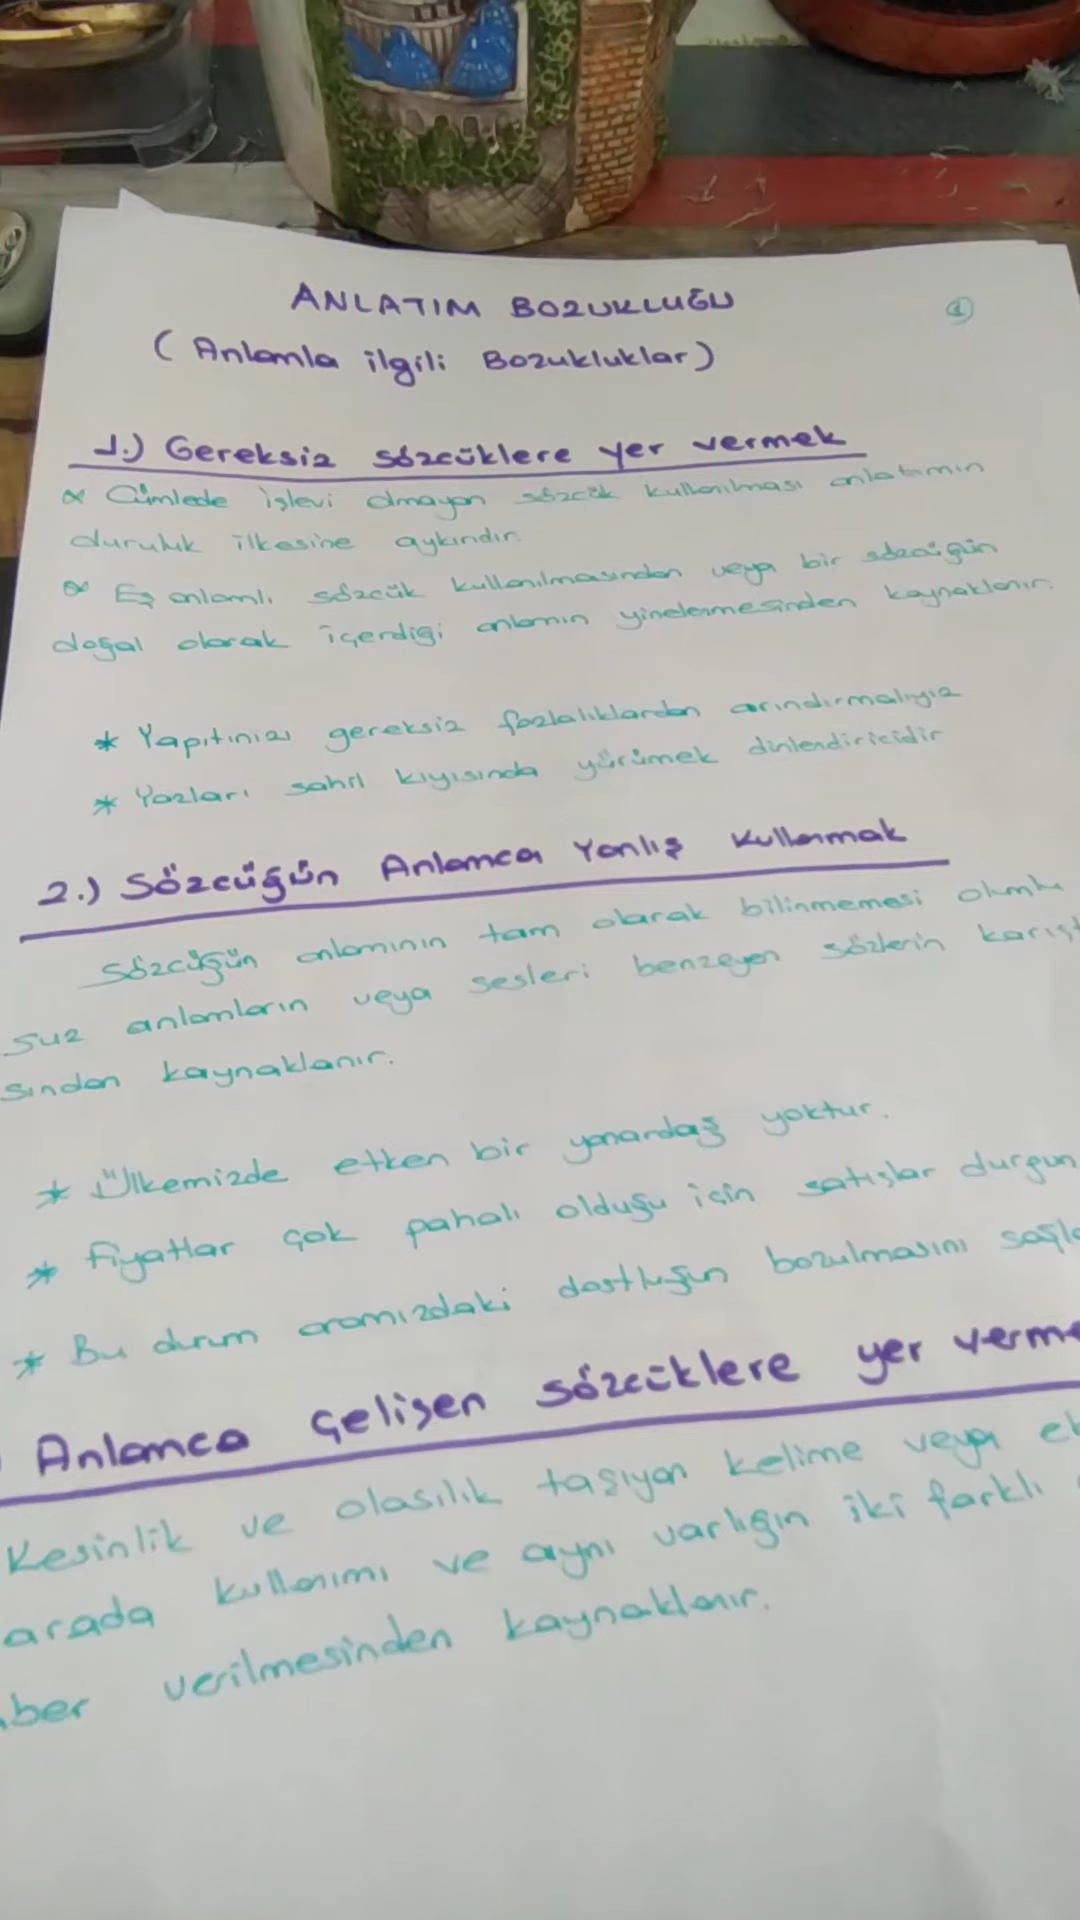 ANLATIM BOZUKLUĞU
1
(Anlamla ilgili Bozukluklar)
1.) Gereksiz sözcüklere yer vermek
Cümlede işlevi olmayan sözcük kullanılması anlatımın
duruluk ilkesine aykırıdır.
Eş anlamlı sözcük kullanılmasından veya bir sözcüğün
doğal olarak içerdiği anlamın yinelenmesinden kaynaklanır.
* Yapıtınızı gereksiz fazlalıklardan arındırmalıyız
* Yazları sahil kıyısında yürümek dinlendiricidir
2.) Sözcüğün Anlamca Yanlış Kullanmak
Sözcüğün anlamının tam olarak bilinmemesi olumlu
suz anlamların veya sesleri benzeyen sözlerin karışt
sından kaynaklanır.
* Ülkemizde etken bir yanardağ yoktur.
* Fiyatlar çok pahalı olduğu için satışlar durgun
* Bu durum aramızdaki dostluğun bozulmasını sağla
Anlamca Çelişen sözcüklere yer verme
Kesinlik ve olasılık taşıyan kelime veya ek
arada kullanımı ve aynı varlığın iki farklı
ber verilmesinden kaynaklanır.